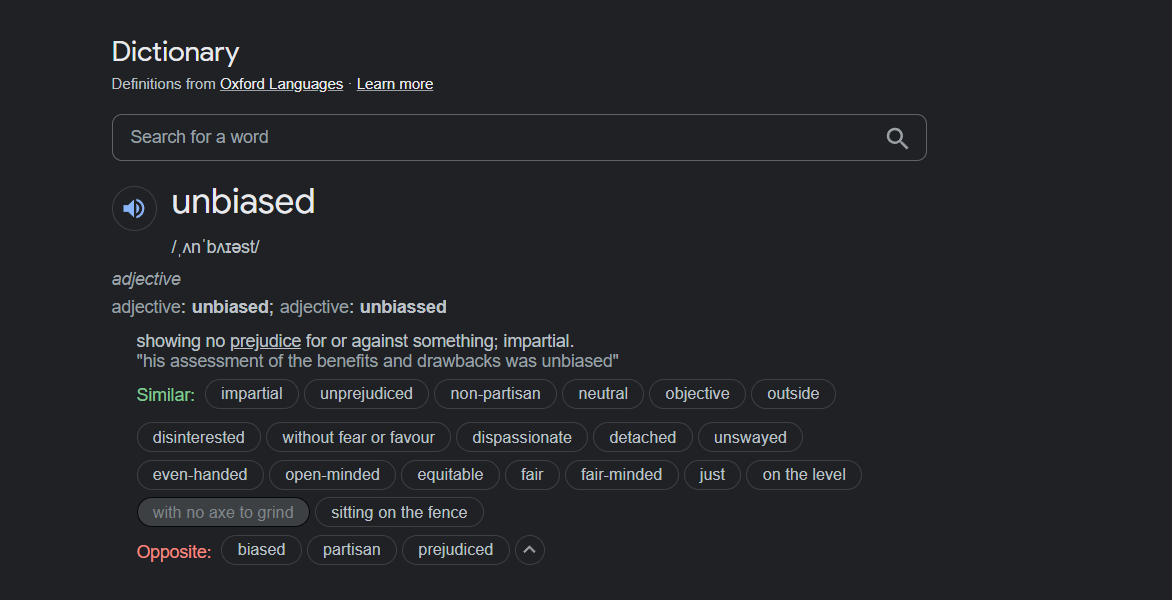 Dictionary
Definitions from Oxford Languages · Learn more
Search for a word
unbiased
/ˌʌnˈbʌɪəst/
adjective
adjective: unbiased; adjective: unbiassed
showing no prejudice for or against something; impartial.
"his assessment of the benefits and drawbacks was unbiased"
Similar: impartial unprejudiced non-partisan neutral objective outside
disinterested without fear or favour dispassionate detached unswayed
even-handed open-minded equitable fair fair-minded just on the level
with no axe to grind sitting on the fence
Opposite: biased partisan prejudiced